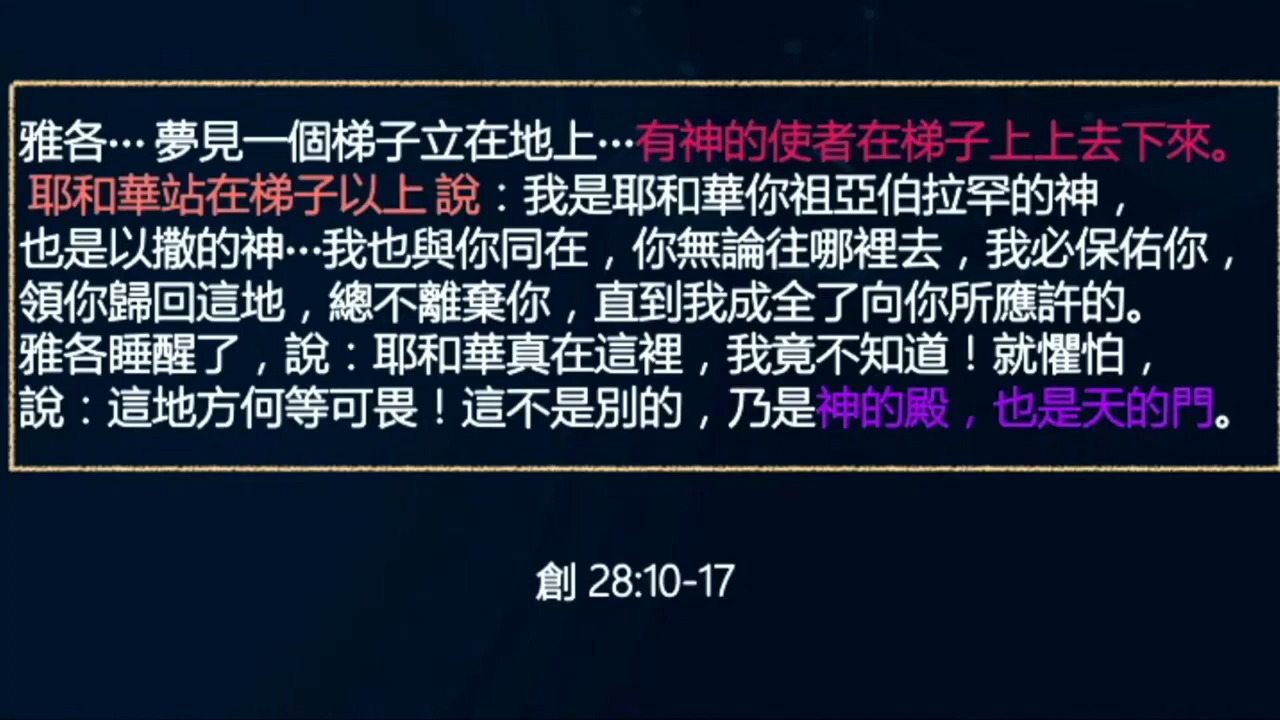 雅各… 夢見一個梯子立在地上…有神的使者在梯子上上去下來。
耶和華站在梯子以上 說：我是耶和華你祖亞伯拉罕的神，
也是以撒的神…我也與你同在，你無論往哪裡去，我必保佑你，
領你歸回這地，總不離棄你，直到我成全了向你所應許的。
雅各睡醒了，說：耶和華真在這裡，我竟不知道！就懼怕，
說：這地方何等可畏！這不是別的，乃是神的殿，也是天的門。
創 28:10-17